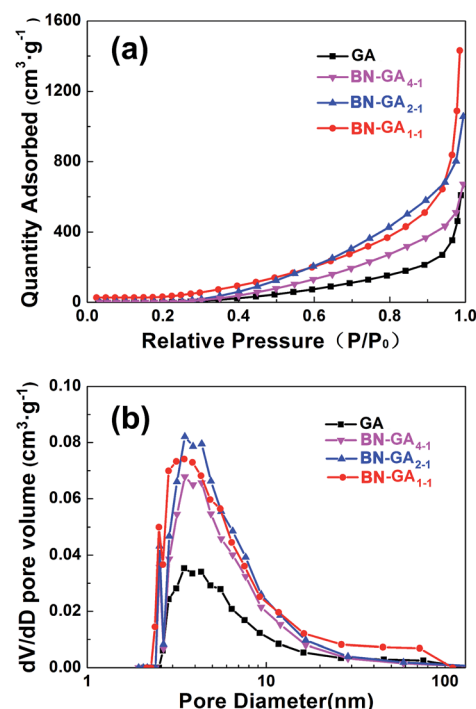 (a)
GA
BN-GA4-1
BN-GA2-1
BN-GA1-1
Quantity Adsorbed (cm³·g⁻¹)
1600
1200
800
400
0
0.0 0.2 0.4 0.6 0.8 1.0
Relative Pressure（P/P₀）
(b)
GA
BN-GA4-1
BN-GA2-1
BN-GA1-1
dV/dD pore volume (cm³·g⁻¹)
0.10
0.08
0.06
0.04
0.02
0.00
1 10 100
Pore Diameter(nm)